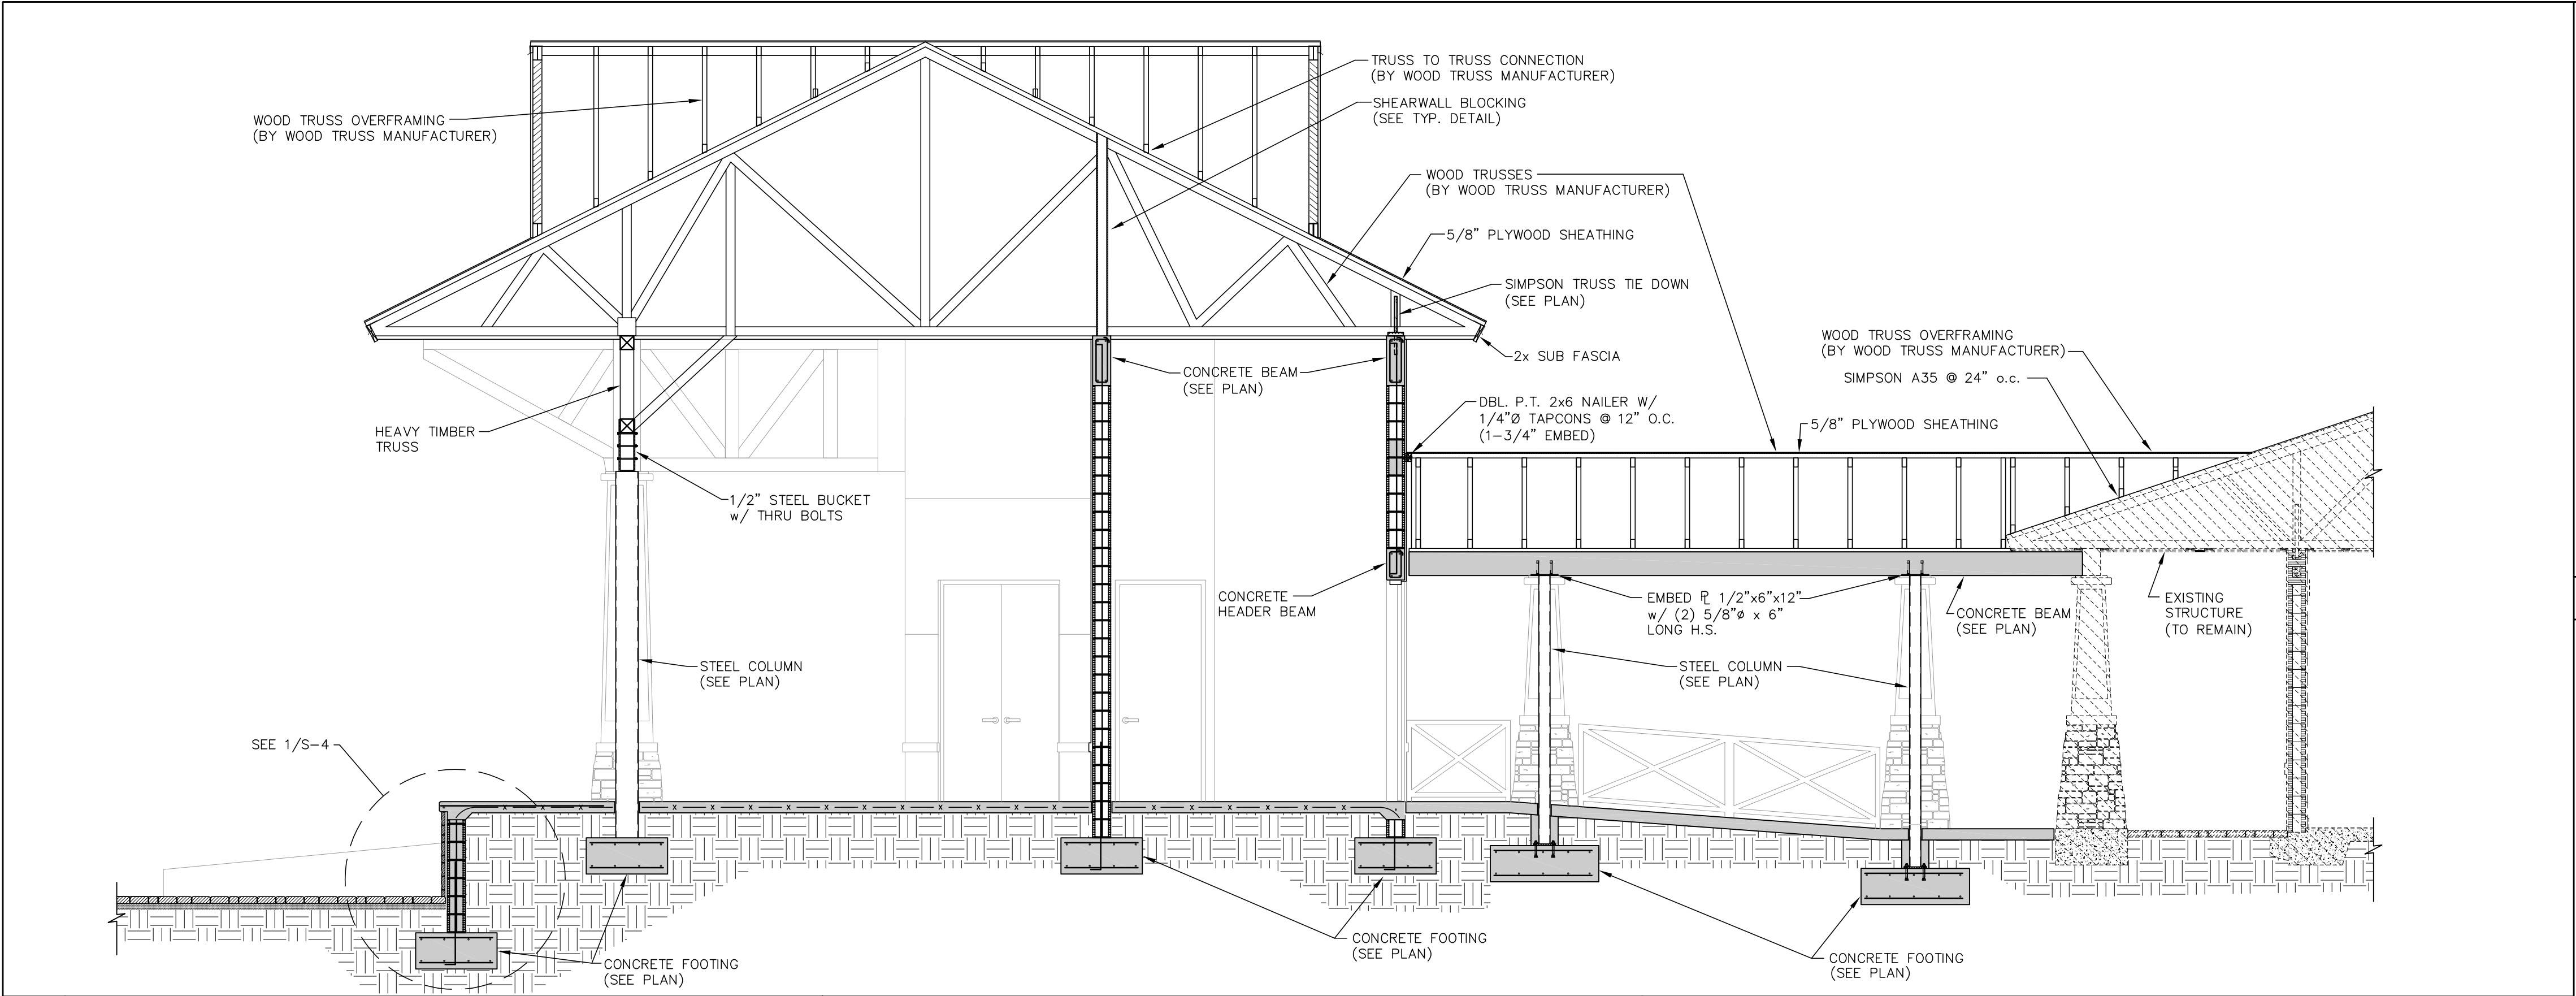 TRUSS TO TRUSS CONNECTION
(BY WOOD TRUSS MANUFACTURER)
SHEARWALL BLOCKING
(SEE TYP. DETAIL)
WOOD TRUSS OVERFRAMING
(BY WOOD TRUSS MANUFACTURER)
WOOD TRUSSES
(BY WOOD TRUSS MANUFACTURER)
5/8" PLYWOOD SHEATHING
SIMPSON TRUSS TIE DOWN
(SEE PLAN)
2x SUB FASCIA
WOOD TRUSS OVERFRAMING
(BY WOOD TRUSS MANUFACTURER)
SIMPSON A35 @ 24" o.c.
CONCRETE BEAM
(SEE PLAN)
DBL. P.T. 2x6 NAILER W/
1/4"Ø TAPCONS @ 12" O.C.
(1-3/4" EMBED)
5/8" PLYWOOD SHEATHING
HEAVY TIMBER
TRUSS
1/2" STEEL BUCKET
w/ THRU BOLTS
CONCRETE
HEADER BEAM
EMBED ℄ 1/2"x6"x12"
w/ (2) 5/8"ø x 6"
LONG H.S.
CONCRETE BEAM
(SEE PLAN)
EXISTING
STRUCTURE
(TO REMAIN)
STEEL COLUMN
(SEE PLAN)
STEEL COLUMN
(SEE PLAN)
SEE 1/S-4
CONCRETE FOOTING
(SEE PLAN)
CONCRETE FOOTING
(SEE PLAN)
CONCRETE FOOTING
(SEE PLAN)